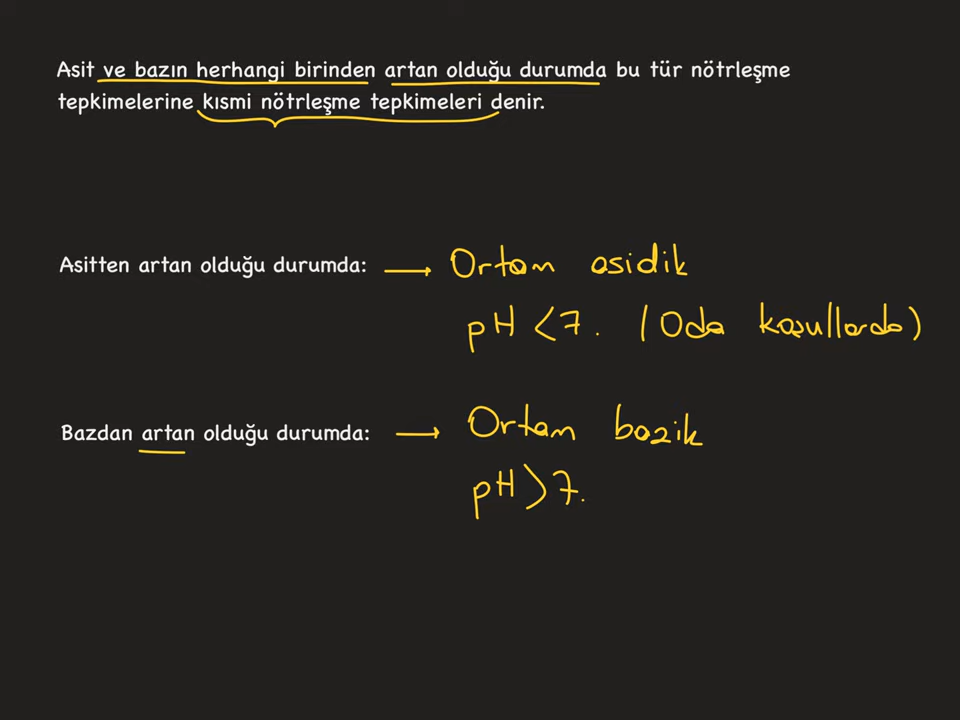 Asit ve bazın herhangi birinden artan olduğu durumda bu tür nötrleşme
tepkimelerine kısmi nötrleşme tepkimeleri denir.
Asitten artan olduğu durumda: → Ortam asidik
pH < 7. (Oda koşullarda)
Bazdan artan olduğu durumda: → Ortam bazik
pH > 7.